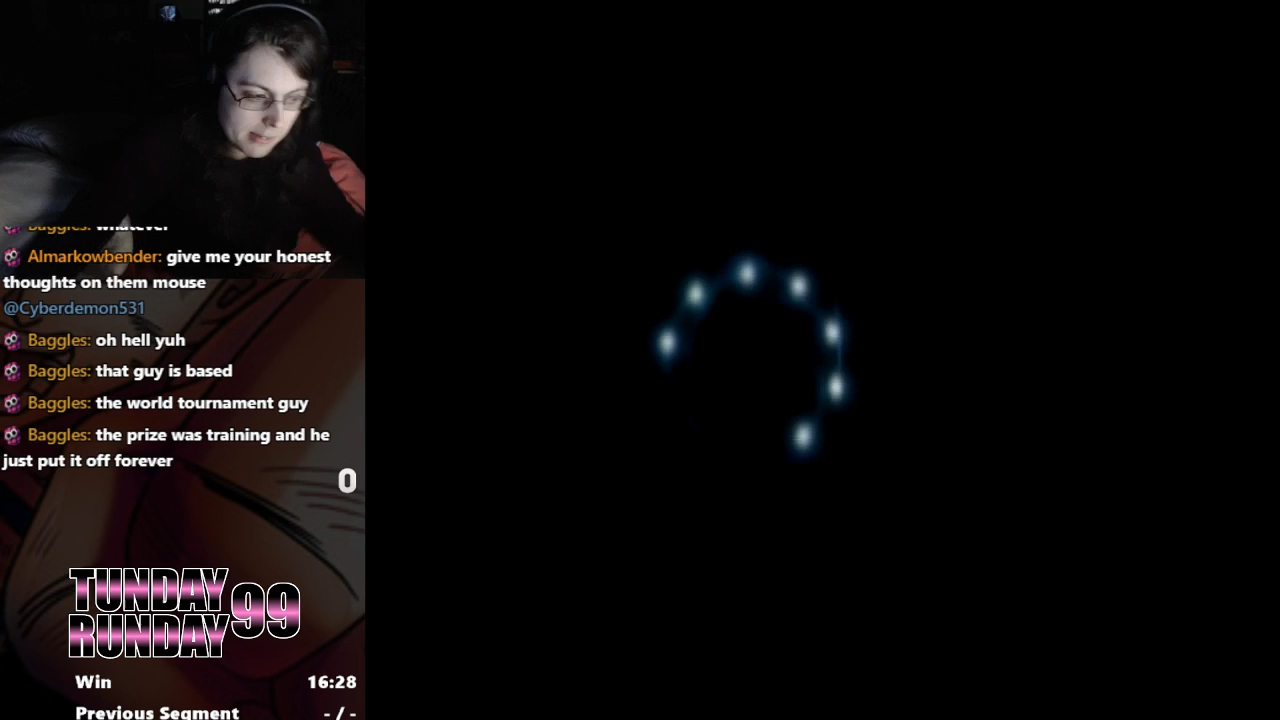 Baggles: whatever
Almarkowbender: give me your honest
thoughts on them mouse
@Cyberdemon531
Baggles: oh hell yuh
Baggles: that guy is based
Baggles: the world tournament guy
Baggles: the prize was training and he
just put it off forever
0
TUNDAY
RUNDAY 99
Win 16:28
Previous Segment - / -